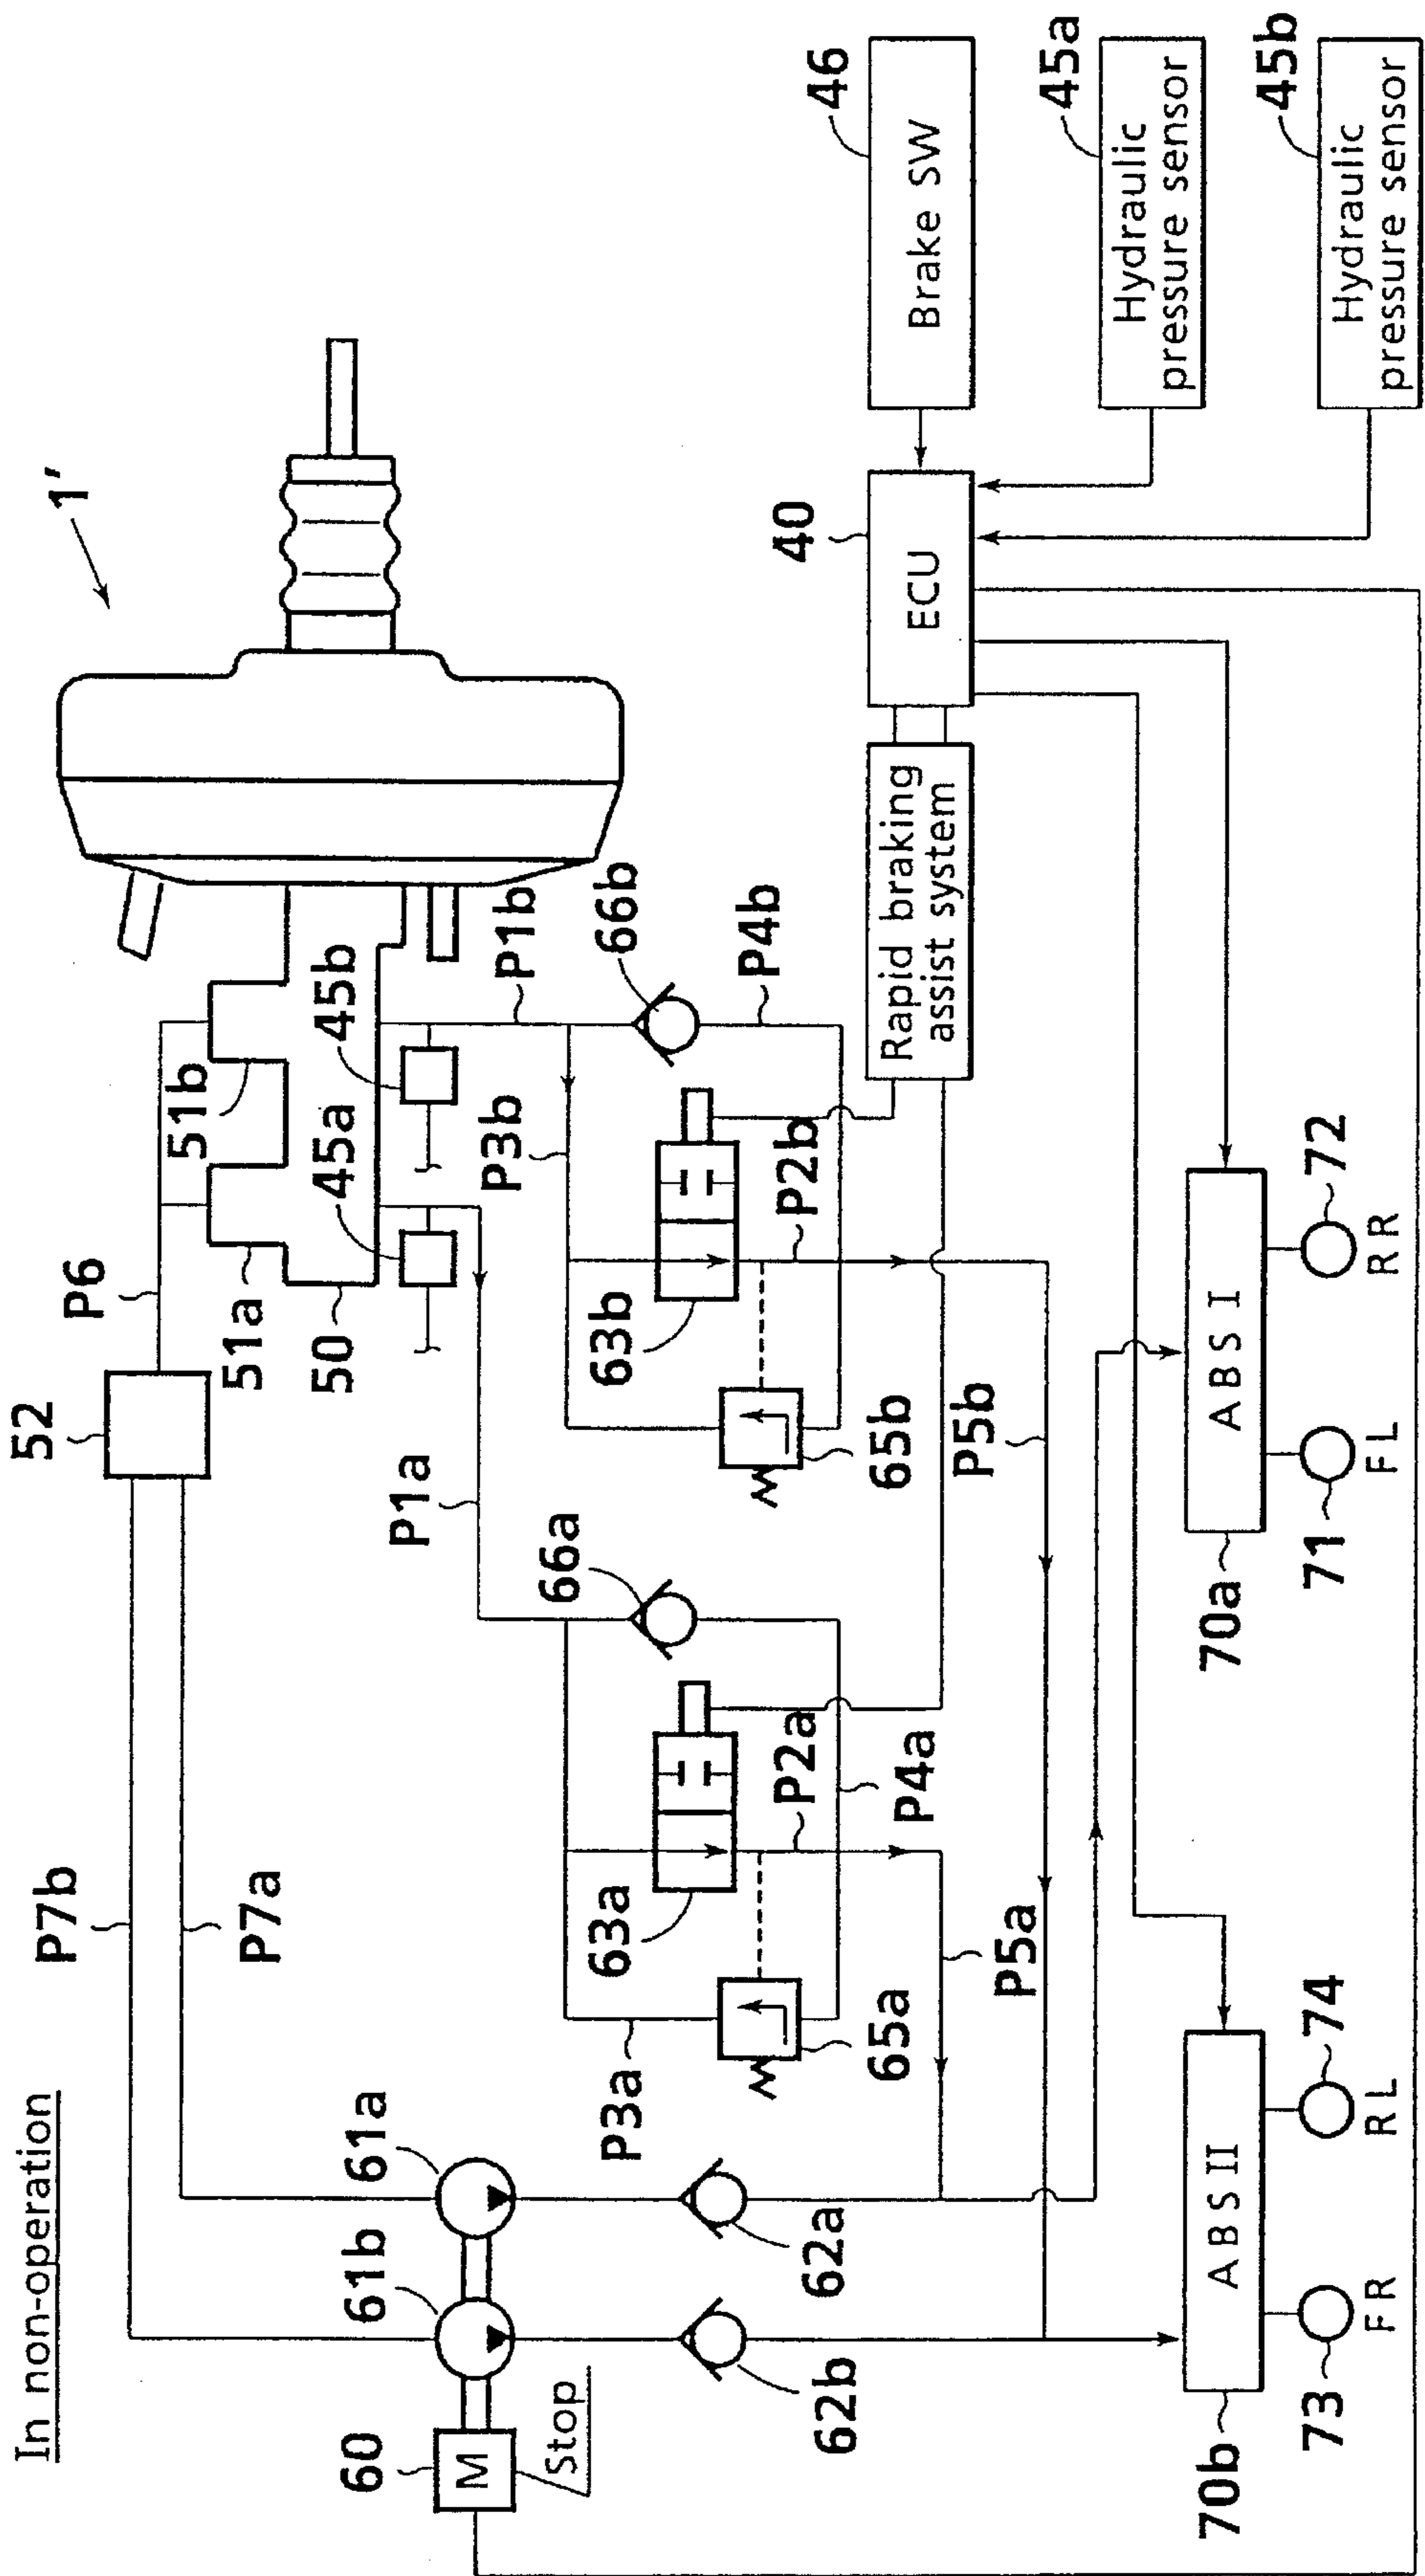 In non-operation
1'
52
P6
51b
51a
50
45a
45b
P1b
66b
P4b
P3b
P2b
63b
65b
P5b
P1a
66a
P2a
P4a
63a
65a
P3a
P5a
P7b
P7a
61a
61b
62a
62b
60
M
Stop
46
Brake SW
45a
Hydraulic
pressure sensor
45b
Hydraulic
pressure sensor
40
ECU
Rapid braking
assist system
ABS I
70a
72
RR
71
FL
ABS II
70b
74
RL
73
FR